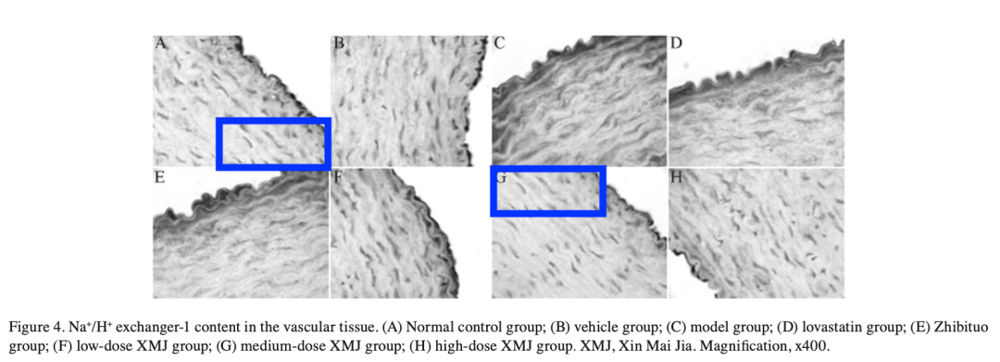 A B C D
E F G H
Figure 4. Na⁺/H⁺ exchanger-1 content in the vascular tissue. (A) Normal control group; (B) vehicle group; (C) model group; (D) lovastatin group; (E) Zhibituo
group; (F) low-dose XMJ group; (G) medium-dose XMJ group; (H) high-dose XMJ group. XMJ, Xin Mai Jia. Magnification, x400.